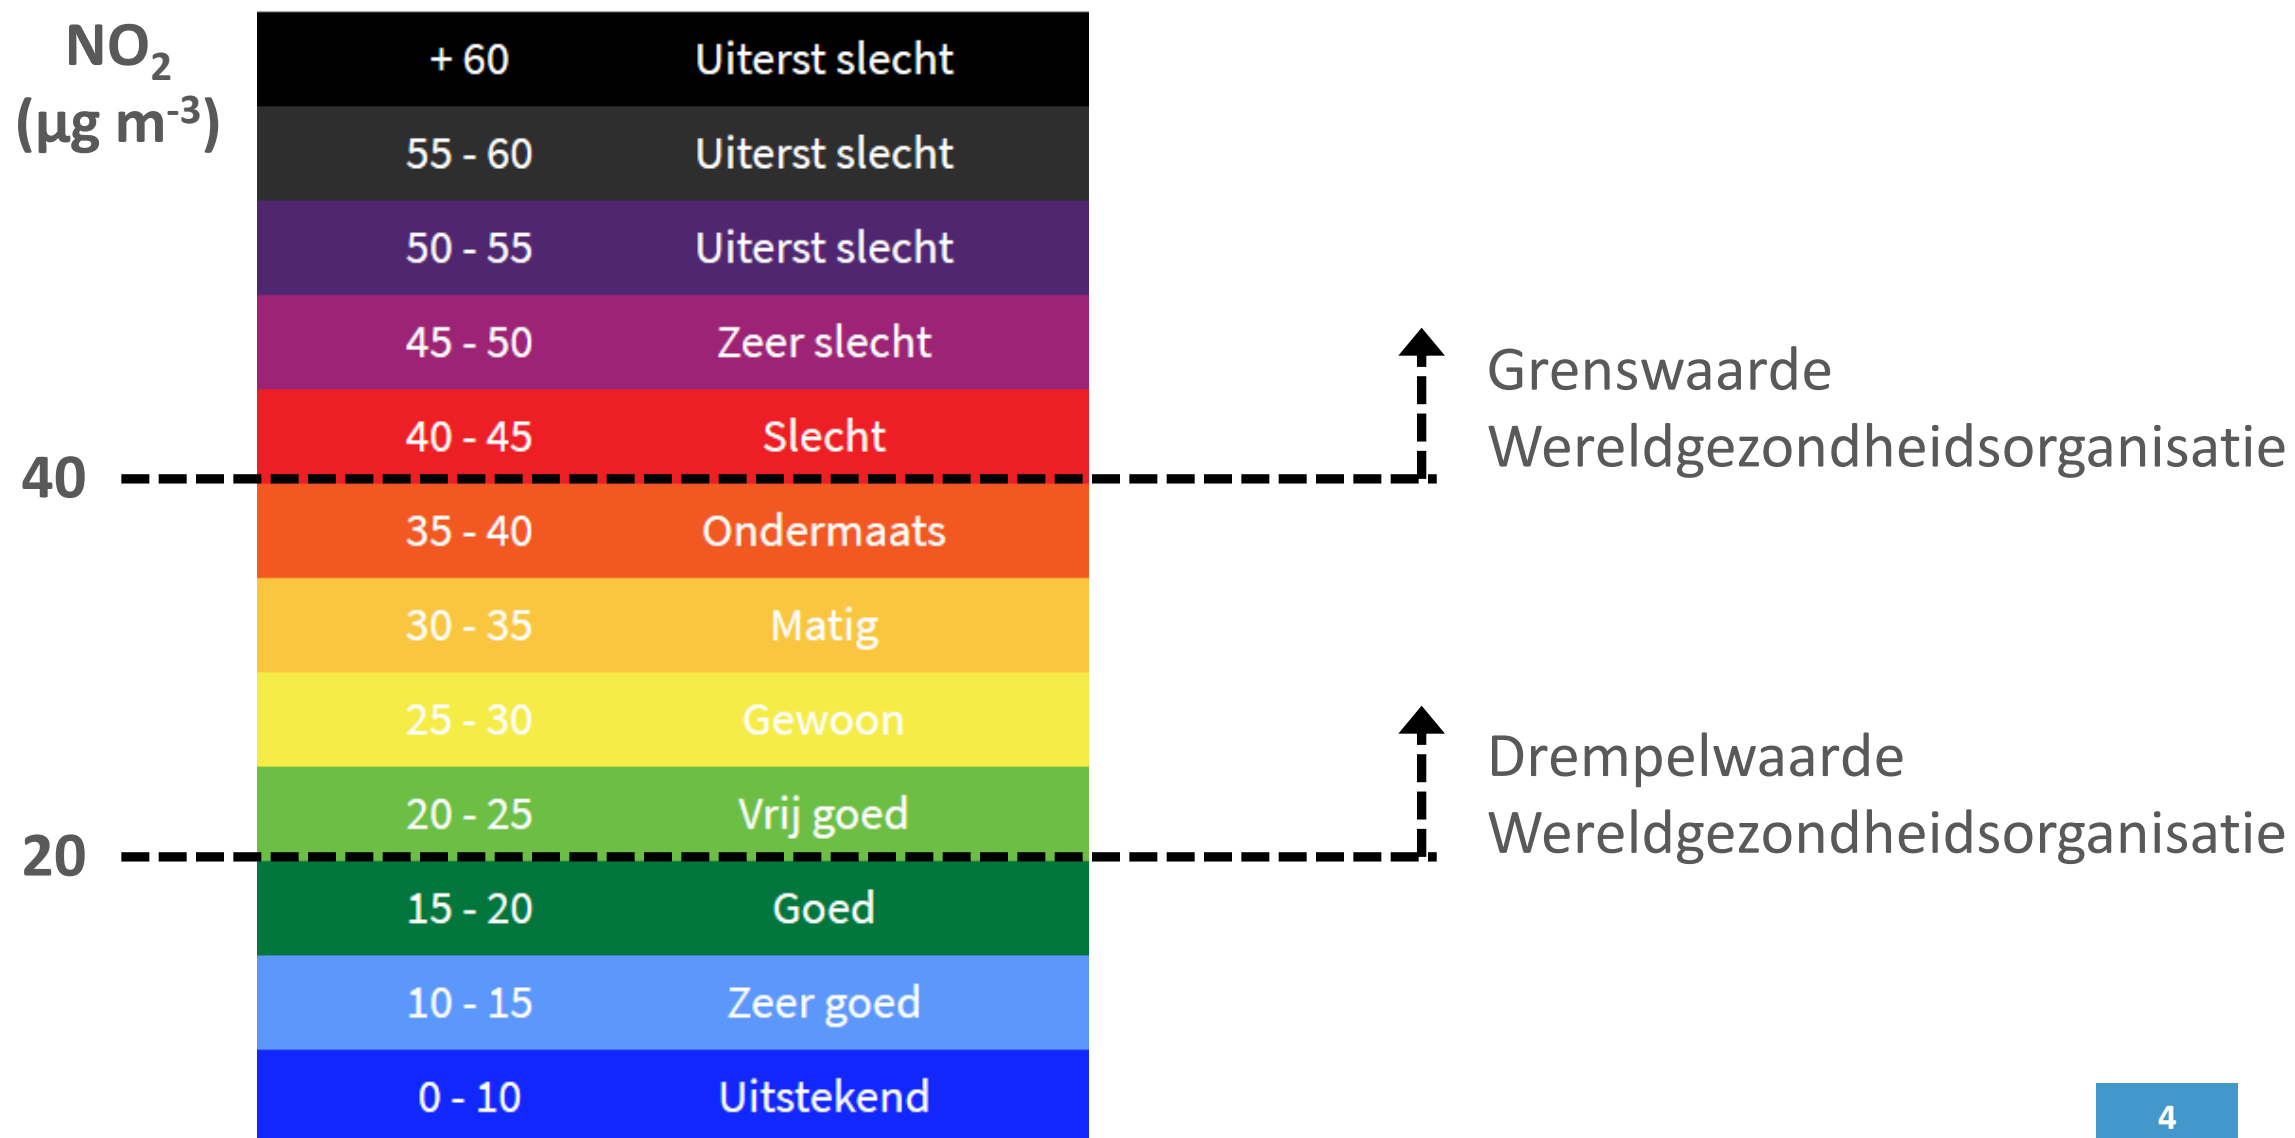 NO₂
(µg m⁻³)
+ 60 Uiterst slecht
55 - 60 Uiterst slecht
50 - 55 Uiterst slecht
45 - 50 Zeer slecht
40 - 45 Slecht
40
35 - 40 Ondermaats
30 - 35 Matig
25 - 30 Gewoon
20 - 25 Vrij goed
20
15 - 20 Goed
10 - 15 Zeer goed
0 - 10 Uitstekend
Grenswaarde
Wereldgezondheidsorganisatie
Drempelwaarde
Wereldgezondheidsorganisatie
4